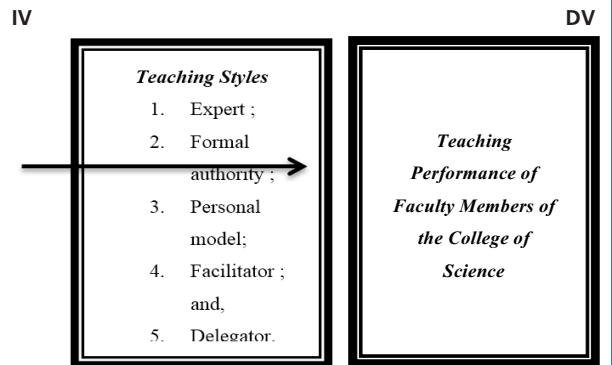 IV
DV
Teaching Styles
1. Expert ;
2. Formal
authority ;
3. Personal
model;
4. Facilitator ;
and,
5. Delegator.
Teaching
Performance of
Faculty Members of
the College of
Science